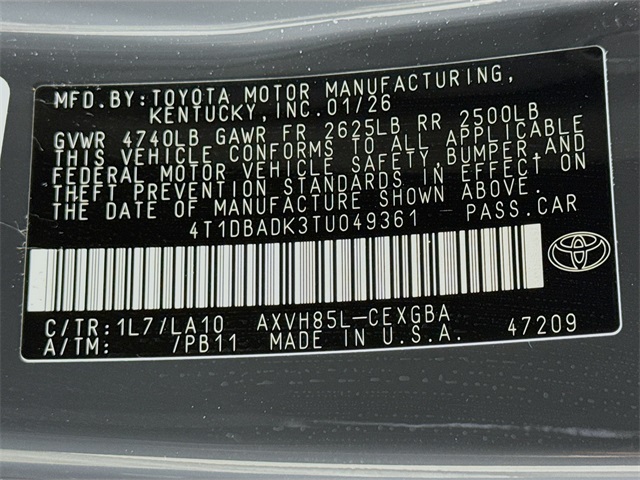 MFD.BY: TOYOTA MOTOR MANUFACTURING,
KENTUCKY, INC. 01/26
GVWR 4740LB GAWR FR 2625LB RR 2500LB
THIS VEHICLE CONFORMS TO ALL APPLICABLE
FEDERAL MOTOR VEHICLE SAFETY, BUMPER, AND
THEFT PREVENTION STANDARDS IN EFFECT ON
THE DATE OF MANUFACTURE SHOWN ABOVE.
4T1DBADK3TU049361 PASS.CAR
C/TR: 1L7/LA10 AXVH85L-CEXGBA
A/TM: /PB11 MADE IN U.S.A. 47209